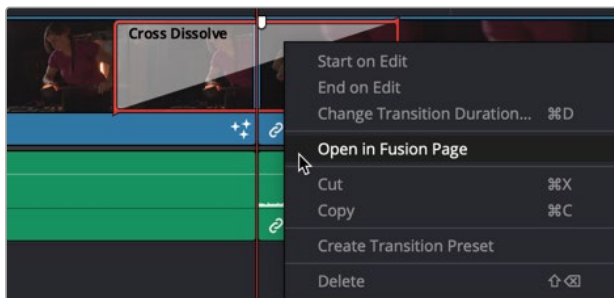 Cross Dissolve
Start on Edit
End on Edit
Change Transition Duration... ⌘D
Open in Fusion Page
Cut ⌘X
Copy ⌘C
Create Transition Preset
Delete ⇧⌫